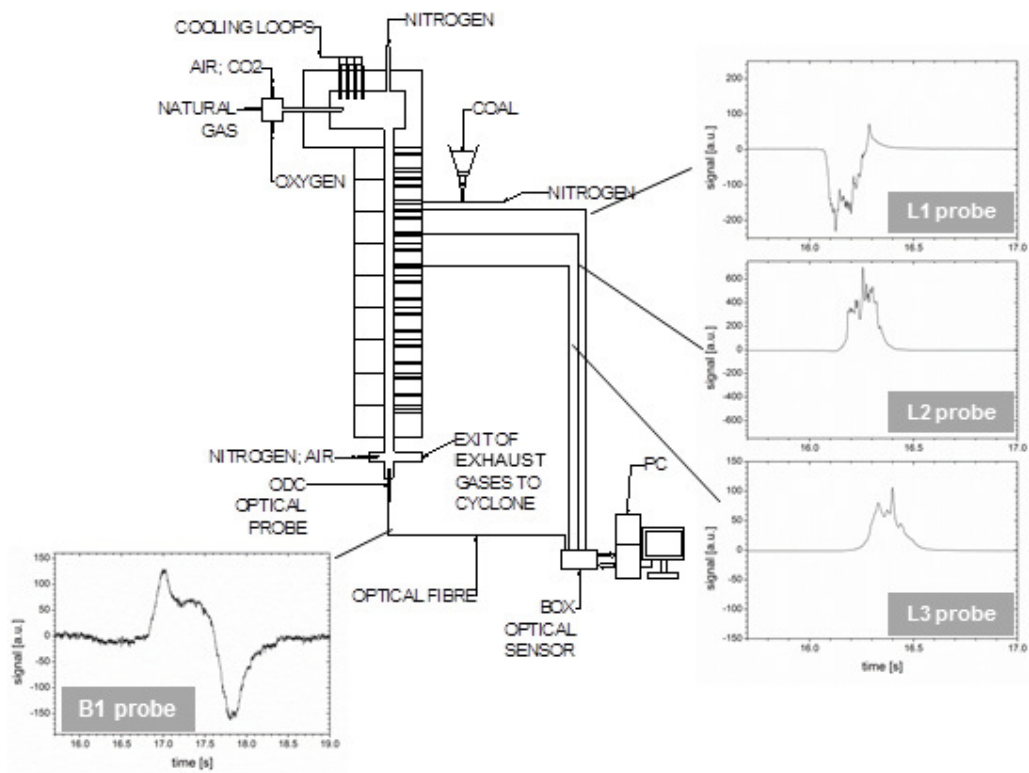 NITROGEN
COOLING LOOPS
AIR; CO2
NATURAL
GAS
OXYGEN
COAL
NITROGEN
NITROGEN; AIR
ODC
OPTICAL
PROBE
EXIT OF
EXHAUST
GASES TO
CYCLONE
PC
OPTICAL FIBRE
BOX
OPTICAL
SENSOR
signal [a.u.]
200
100
0
-100
-200
16.0
16.5
17.0
L1 probe
signal [a.u.]
600
400
200
0
-200
-400
-600
16.0
16.5
17.0
L2 probe
signal [a.u.]
150
100
50
0
-50
-100
-150
16.0
16.5
17.0
time [s]
L3 probe
signal [a.u.]
150
100
50
0
-50
-100
-150
16.0
16.5
17.0
17.5
18.0
18.5
19.0
time [s]
B1 probe